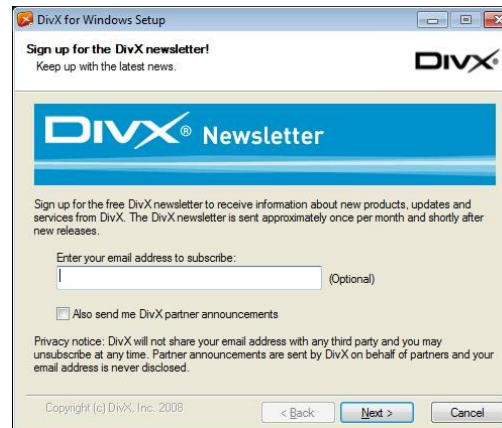 DivX for Windows Setup
Sign up for the DivX newsletter!
Keep up with the latest news.
DIVX®
DIVX® Newsletter
Sign up for the free DivX newsletter to receive information about new products, updates and
services from DivX. The DivX newsletter is sent approximately once per month and shortly after
new releases.
Enter your email address to subscribe:
(Optional)
Also send me DivX partner announcements
Privacy notice: DivX will not share your email address with any third party and you may
unsubscribe at any time. Partner announcements are sent by DivX on behalf of partners and your
email address is never disclosed.
Copyright (c) DivX, Inc. 2008
< Back
Next >
Cancel